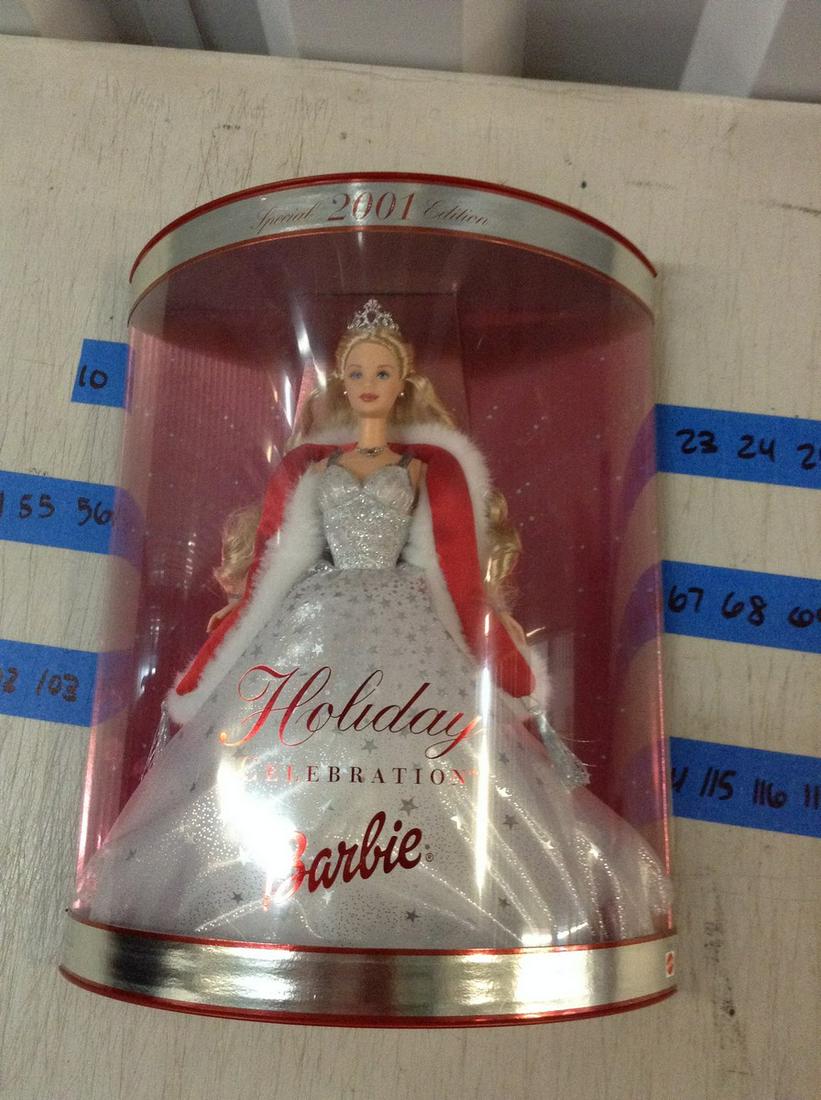 Special 2001 Edition
10
23 24
55 56
67 68
103
115 116
Holiday
CELEBRATION
Barbie®